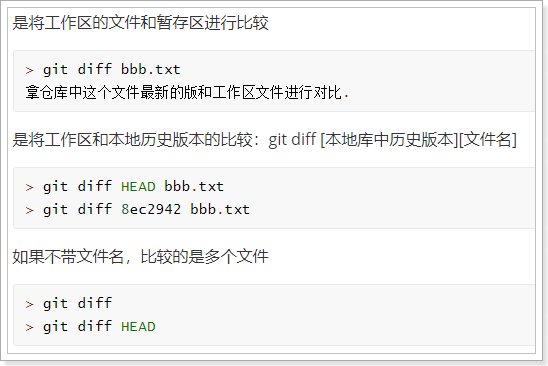 是将工作区的文件和暂存区进行比较
> git diff bbb.txt
拿仓库中这个文件最新的版和工作区文件进行对比.
是将工作区和本地历史版本的比较：git diff [本地库中历史版本][文件名]
> git diff HEAD bbb.txt
> git diff 8ec2942 bbb.txt
如果不带文件名，比较的是多个文件
> git diff
> git diff HEAD